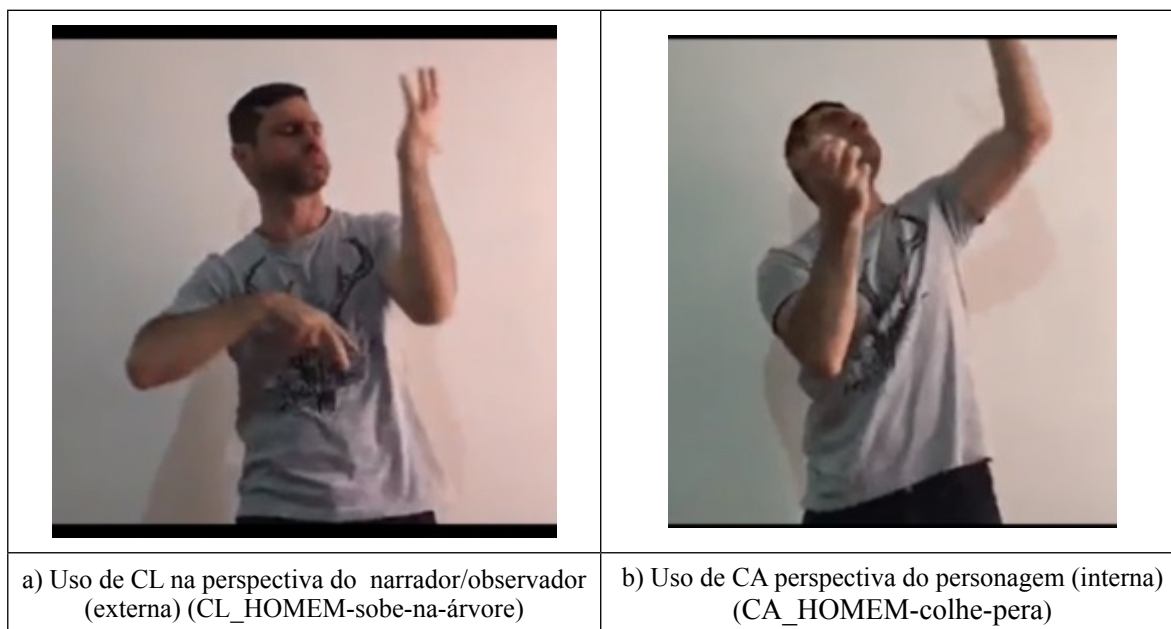 a) Uso de CL na perspectiva do narrador/observador
(externa) (CL_HOMEM-sobe-na-árvore)
b) Uso de CA perspectiva do personagem (interna)
(CA_HOMEM-colhe-pera)